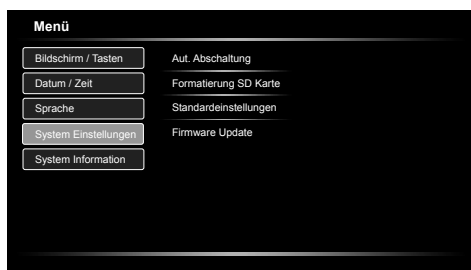 Menü
Bildschirm / Tasten
Aut. Abschaltung
Datum / Zeit
Formatierung SD Karte
Sprache
Standardeinstellungen
System Einstellungen
Firmware Update
System Information